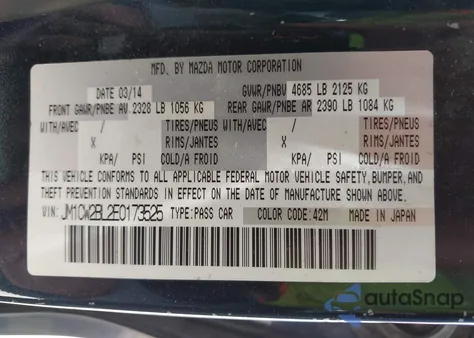 MFD. BY MAZDA MOTOR CORPORATION
DATE 03/14 GVWR/PNBV 4685 LB 2125 KG
FRONT GAWR/PNBE AV 2328 LB 1056 KG REAR GAWR/PNBE AR 2390 LB 1084 KG
WITH/AVEC / TIRES/PNEUS WITH/AVEC / TIRES/PNEUS
X RIMS/JANTES X RIMS/JANTES
KPA/ PSI COLD/A FROID KPA/ PSI COLD/A FROID
THIS VEHICLE CONFORMS TO ALL APPLICABLE FEDERAL MOTOR VEHICLE SAFETY, BUMPER, AND
THEFT PREVENTION STANDARDS IN EFFECT ON THE DATE OF MANUFACTURE SHOWN ABOVE.
VIN: JM1CW2BL2E0173525 TYPE:PASS CAR COLOR CODE:42M MADE IN JAPAN
autoSnap